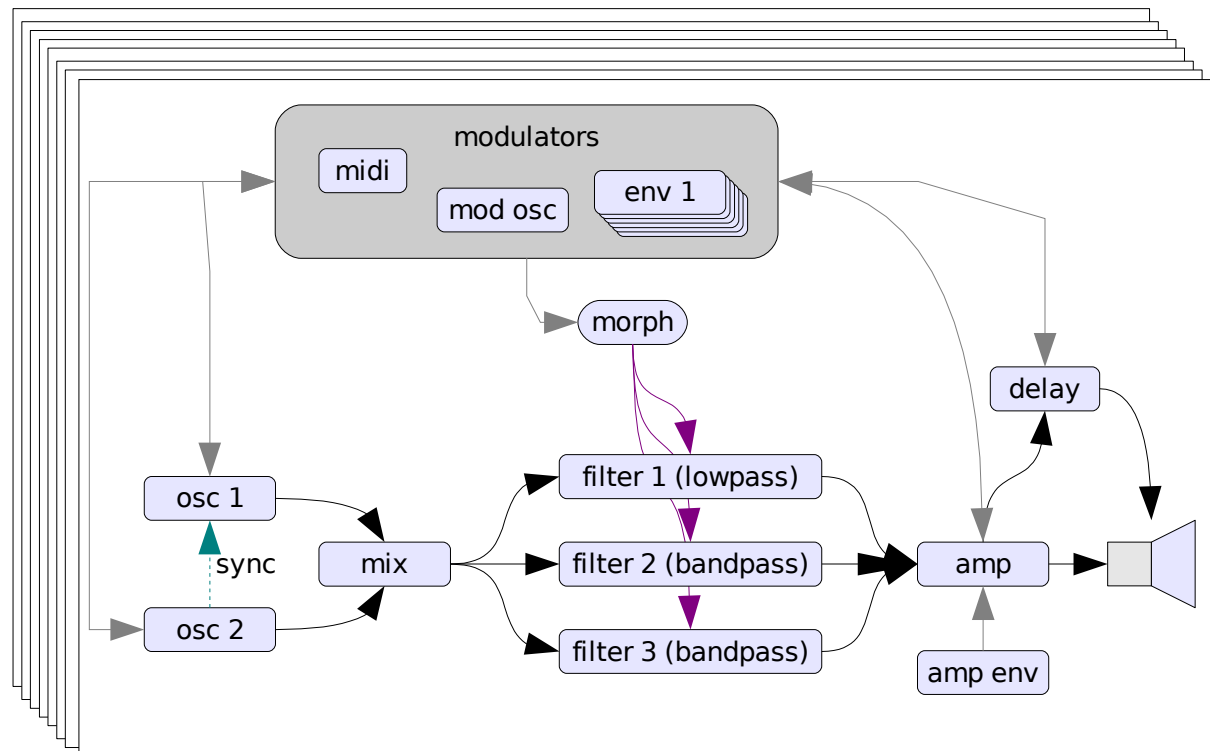 modulators
midi
mod osc
env 1
morph
delay
osc 1
sync
osc 2
mix
filter 1 (lowpass)
filter 2 (bandpass)
filter 3 (bandpass)
amp
amp env